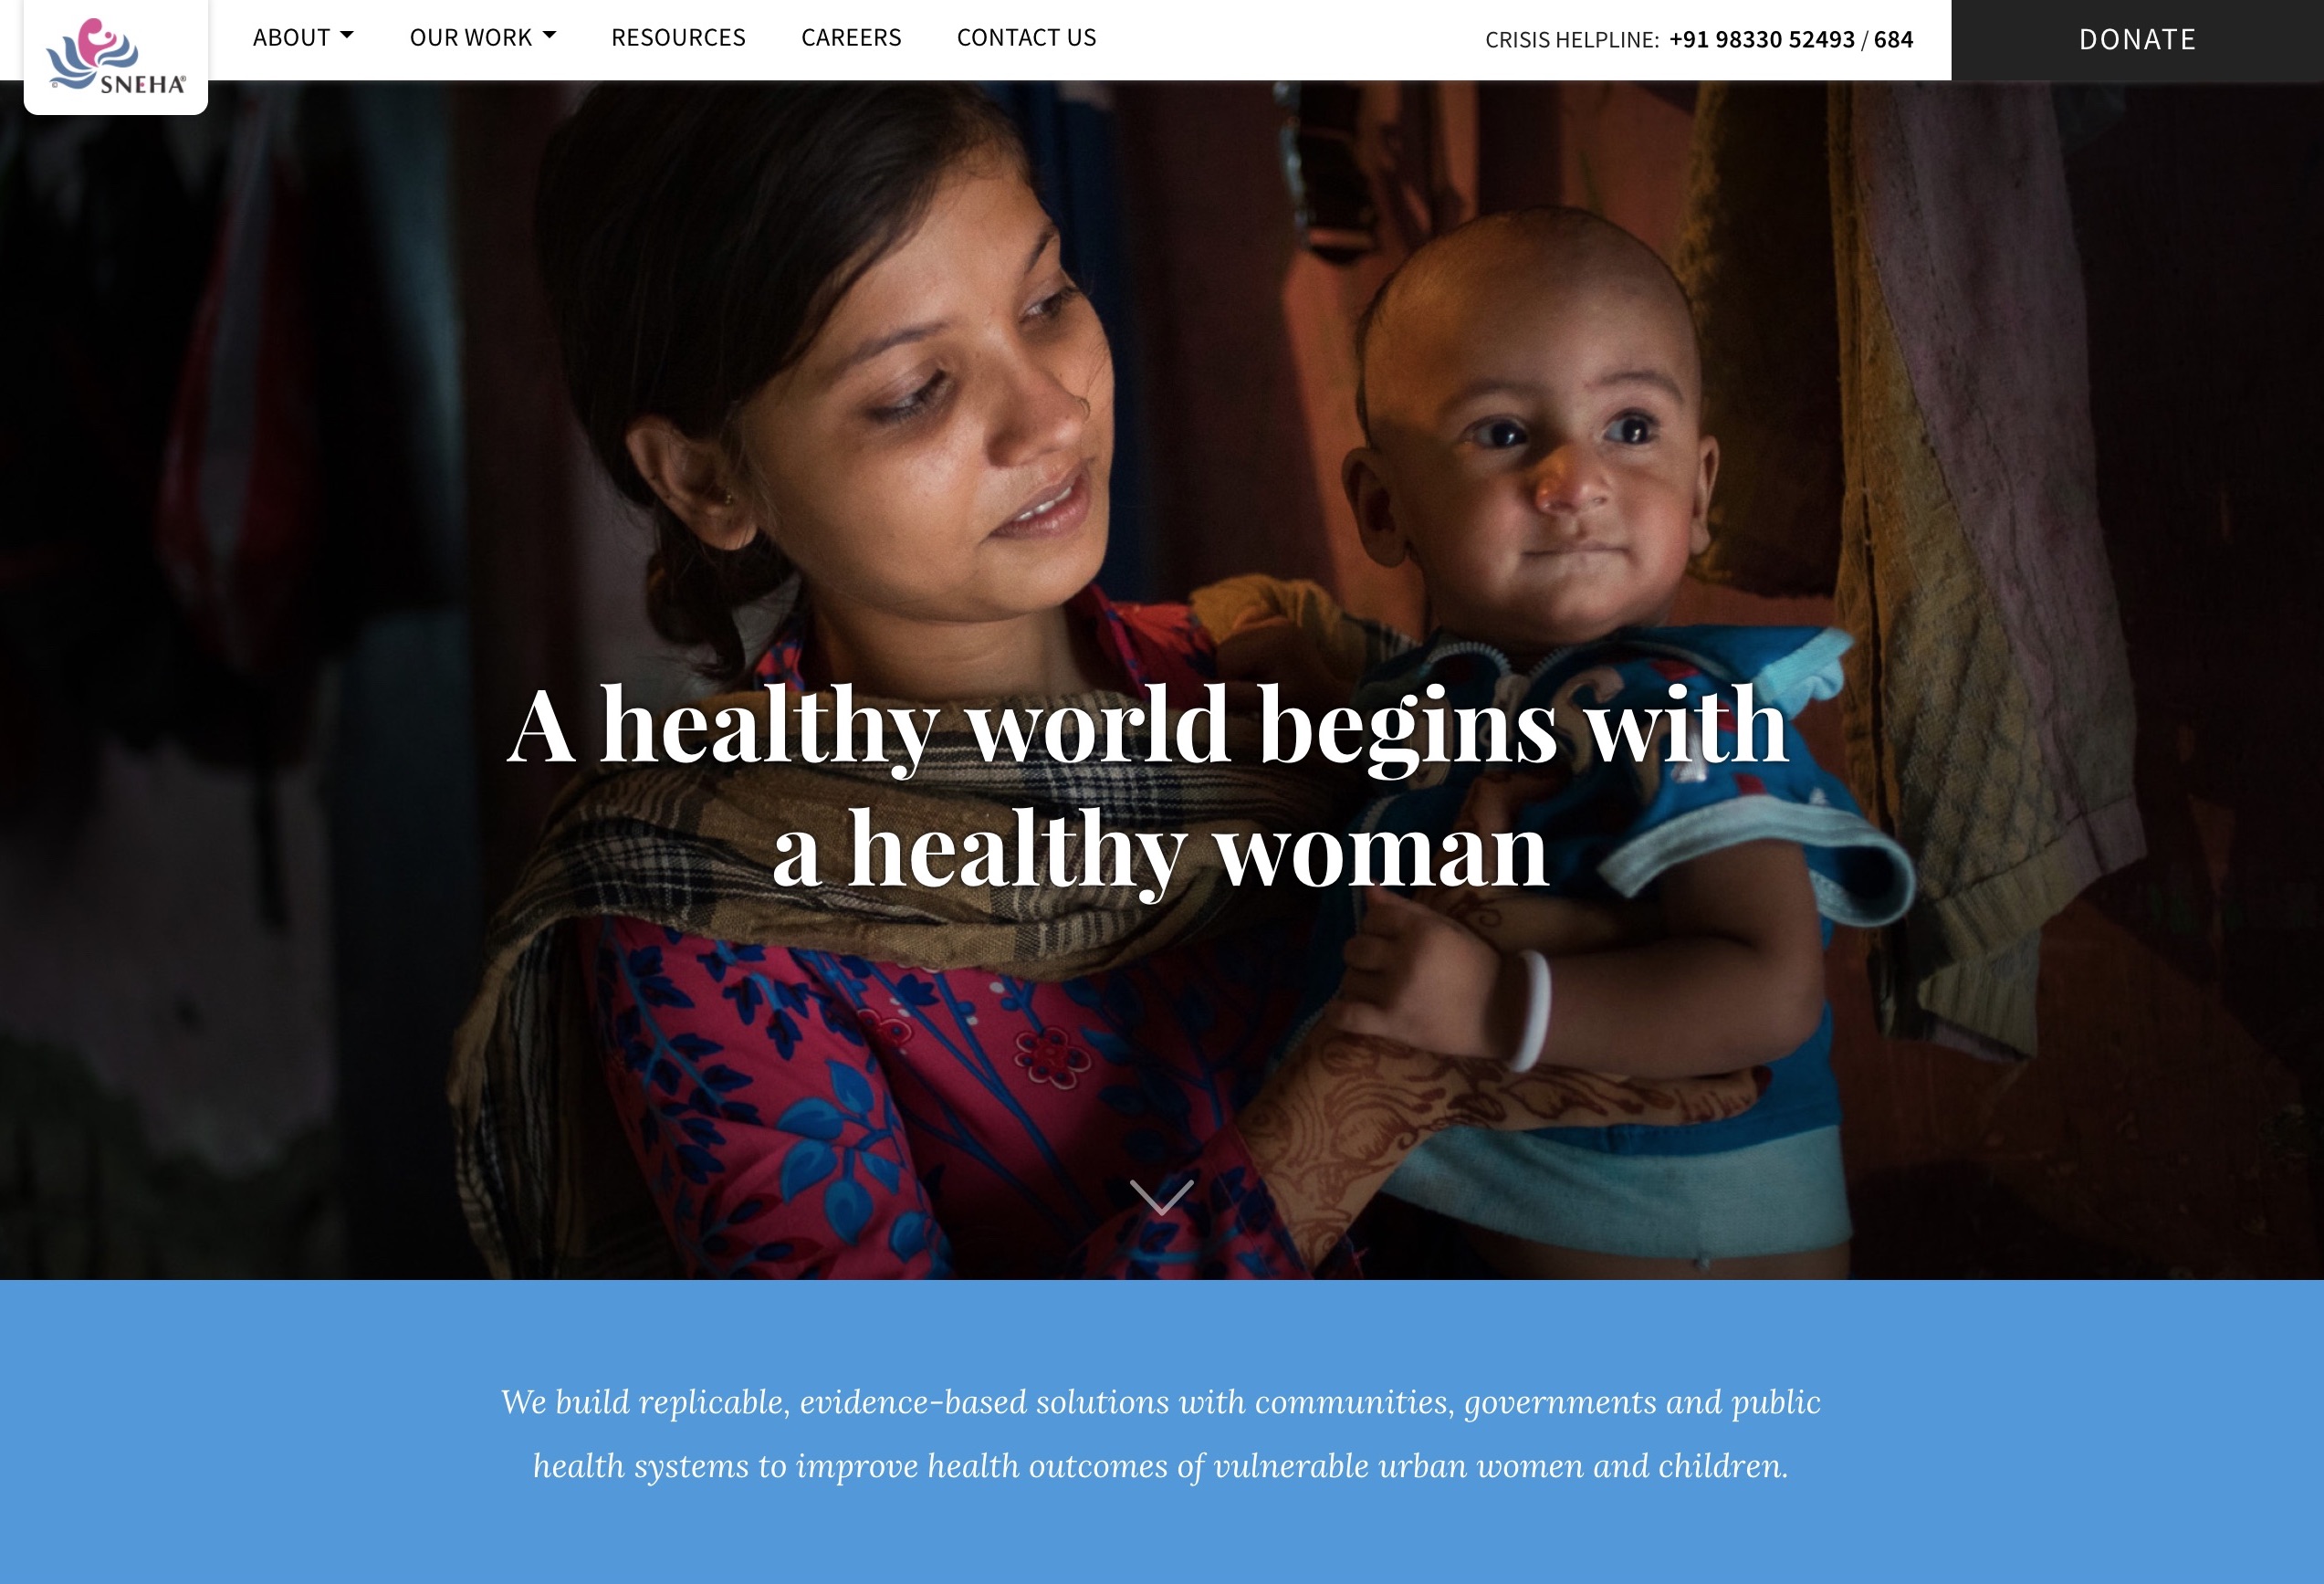 SNEHA®
ABOUT
OUR WORK
RESOURCES
CAREERS
CONTACT US
CRISIS HELPLINE: +91 98330 52493 / 684
DONATE
A healthy world begins with
a healthy woman
We build replicable, evidence-based solutions with communities, governments and public
health systems to improve health outcomes of vulnerable urban women and children.